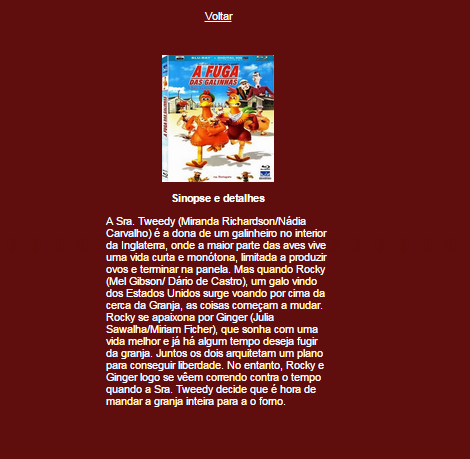 Voltar
A FUGA
DAS GALINHAS
Sinopse e detalhes
A Sra. Tweedy (Miranda Richardson/Nádia
Carvalho) é a dona de um galinheiro no interior
da Inglaterra, onde a maior parte das aves vive
uma vida curta e monótona, limitada a produzir
ovos e terminar na panela. Mas quando Rocky
(Mel Gibson/ Dário de Castro), um galo vindo
dos Estados Unidos surge voando por cima da
cerca da Granja, as coisas começam a mudar.
Rocky se apaixona por Ginger (Julia
Sawalha/Miriam Ficher), que sonha com uma
vida melhor e já há algum tempo deseja fugir
da granja. Juntos os dois arquitetam um plano
para conseguir liberdade. No entanto, Rocky e
Ginger logo se vêem correndo contra o tempo
quando a Sra. Tweedy decide que é hora de
mandar a granja inteira para a o forno.